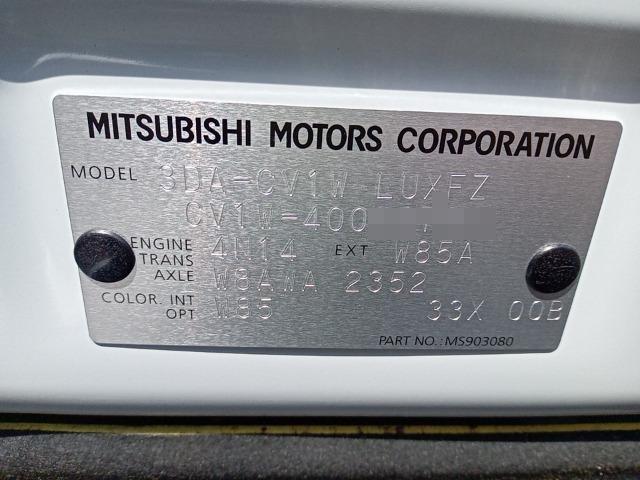 MITSUBISHI MOTORS CORPORATION
MODEL 3DA-CV1W LUXFZ
CV1W-400
ENGINE 4N14 EXT W85A
TRANS
AXLE W8AWA 2352
COLOR. INT W85 33X 00B
OPT
PART NO.: MS903080